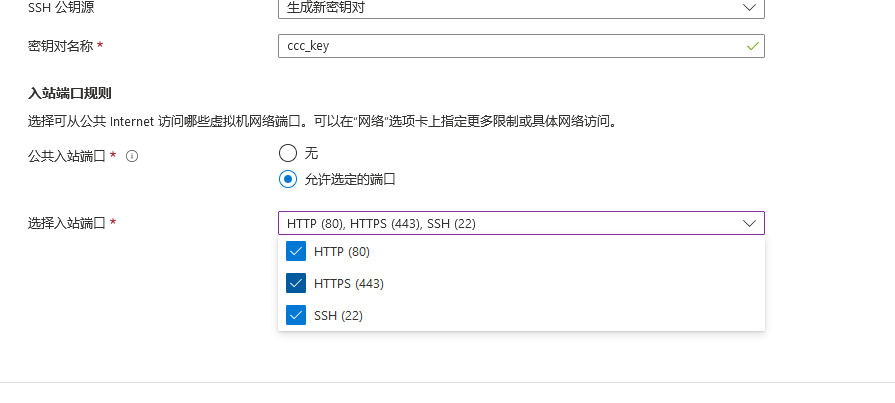 SSH 公钥源 生成新密钥对
密钥对名称 * ccc_key
入站端口规则
选择可从公共 Internet 访问哪些虚拟机网络端口。可以在"网络"选项卡上指定更多限制或具体网络访问。
公共入站端口 * 无
允许选定的端口
选择入站端口 * HTTP (80), HTTPS (443), SSH (22)
HTTP (80)
HTTPS (443)
SSH (22)